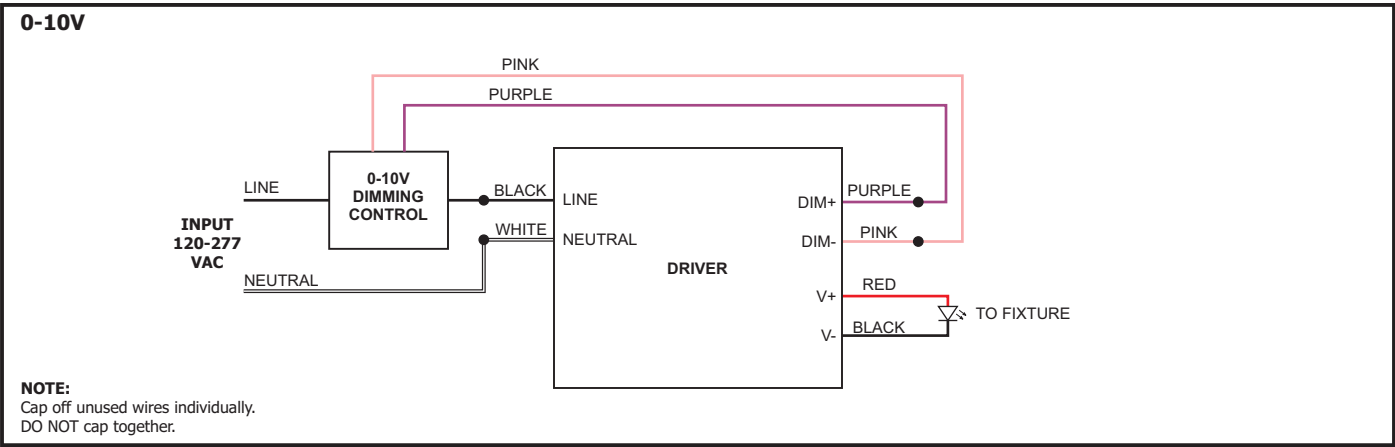 0-10V
PINK
PURPLE
0-10V
DIMMING
CONTROL
LINE
INPUT
120-277
VAC
NEUTRAL
BLACK
LINE
WHITE
NEUTRAL
DRIVER
DIM+
PURPLE
DIM-
PINK
V+
RED
TO FIXTURE
V-
BLACK
NOTE:
Cap off unused wires individually.
DO NOT cap together.